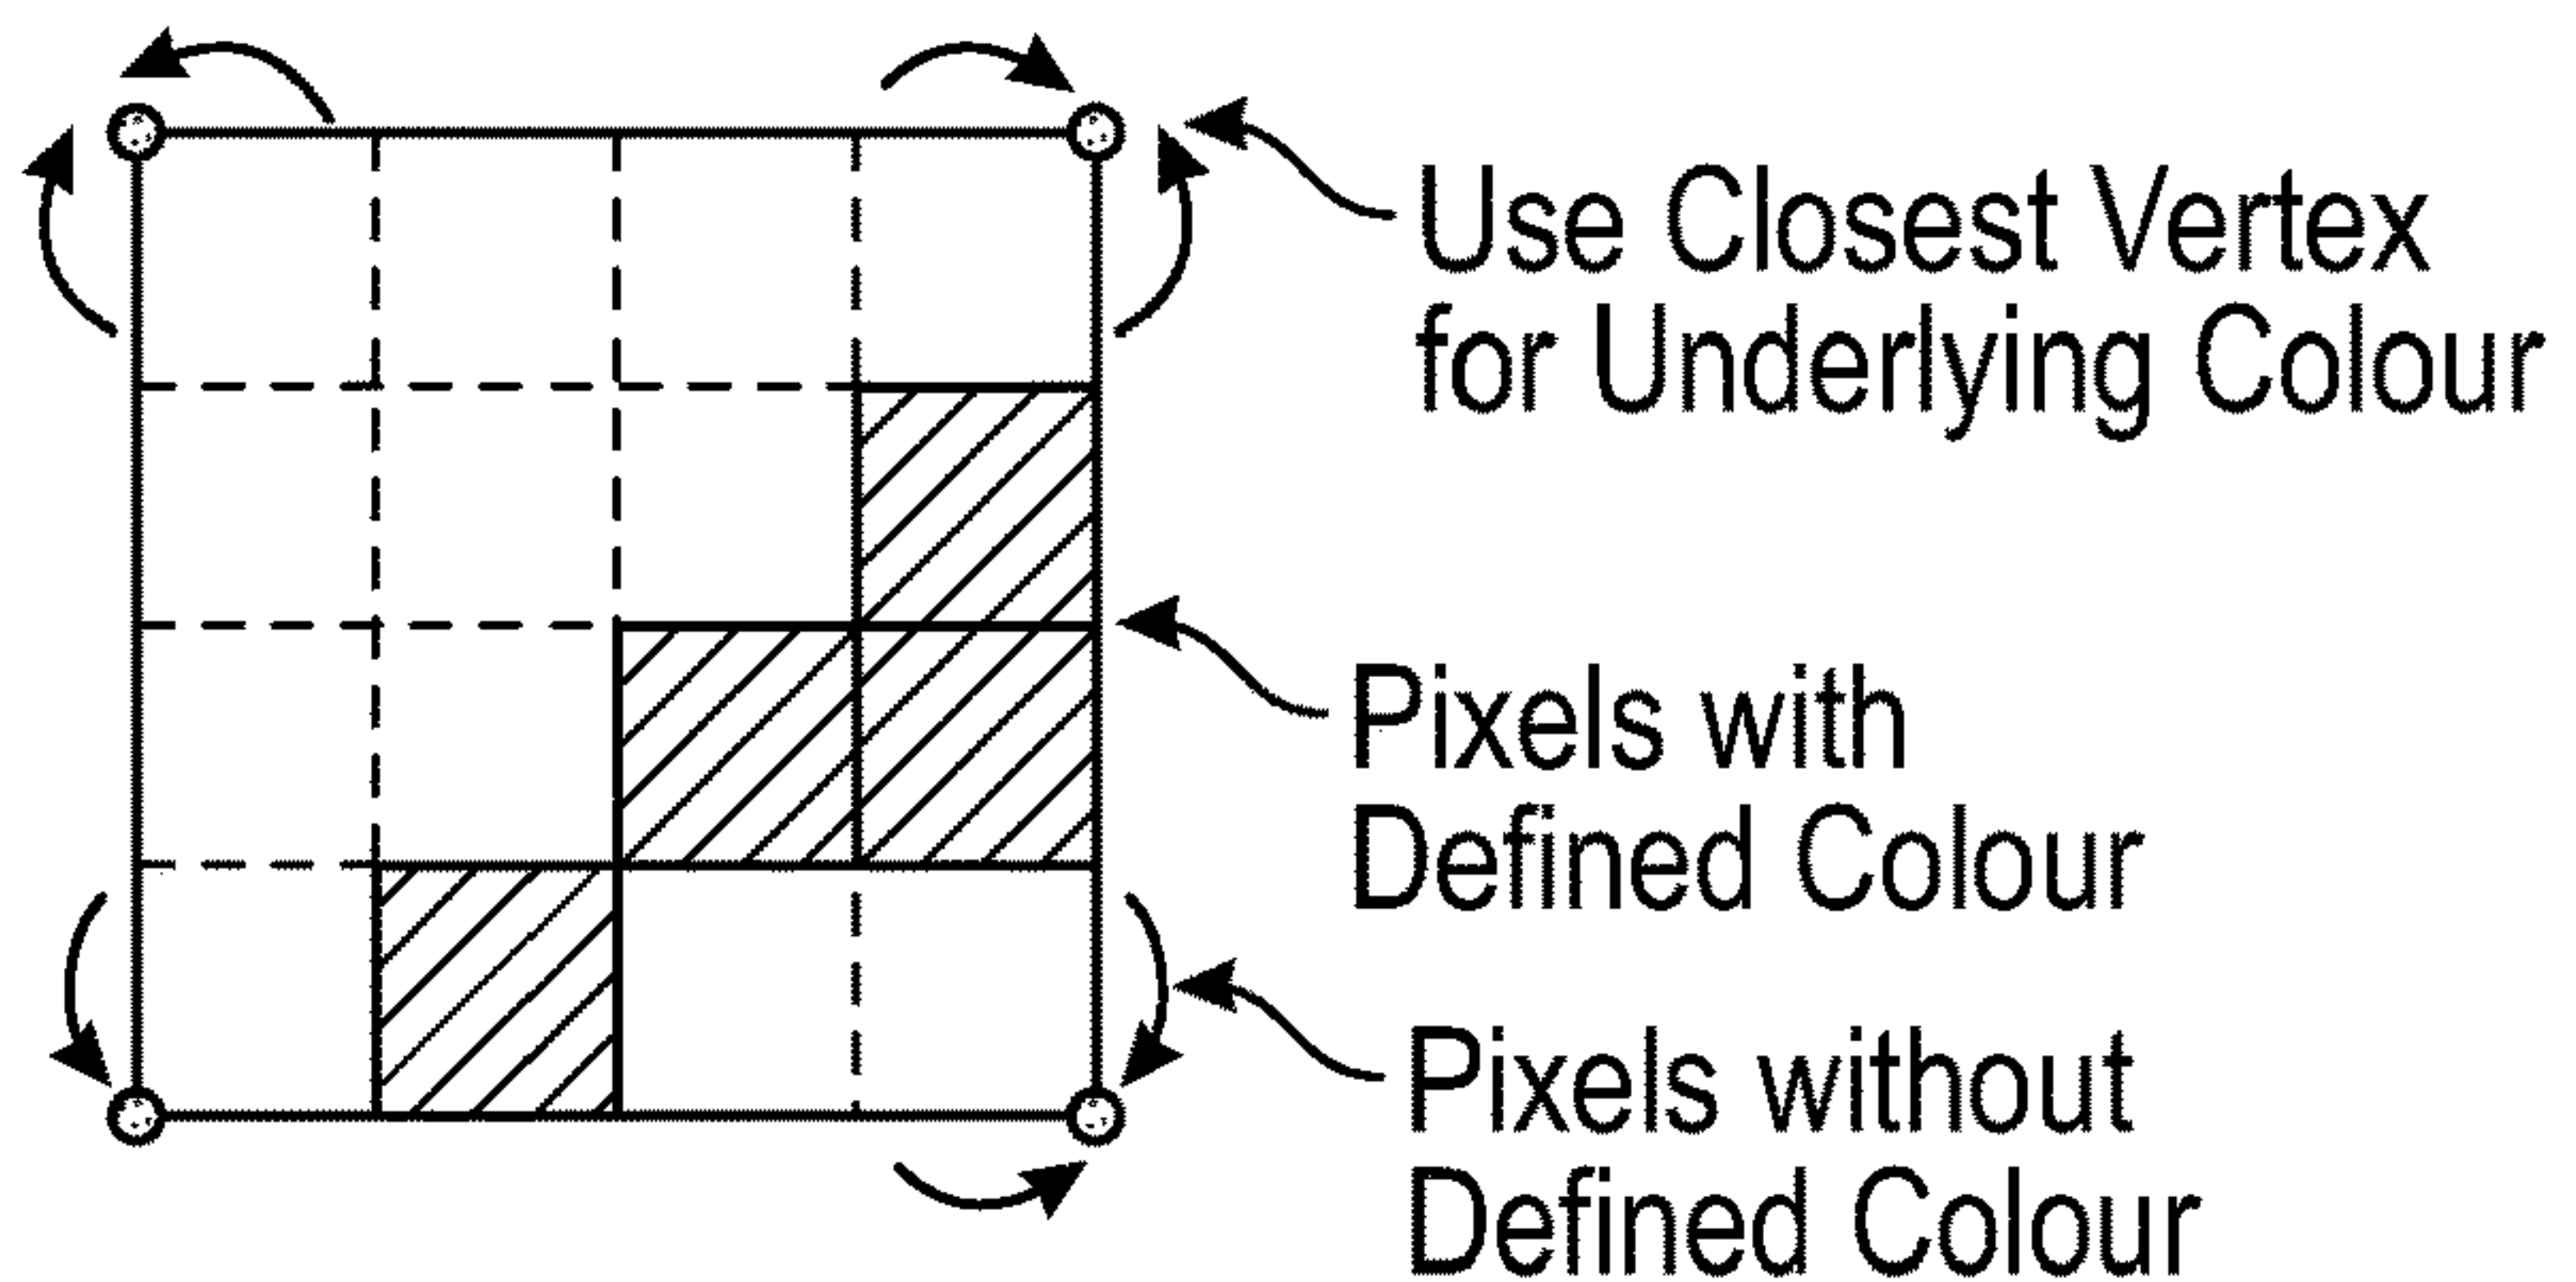 Use Closest Vertex
for Underlying Colour
Pixels with
Defined Colour
Pixels without
Defined Colour